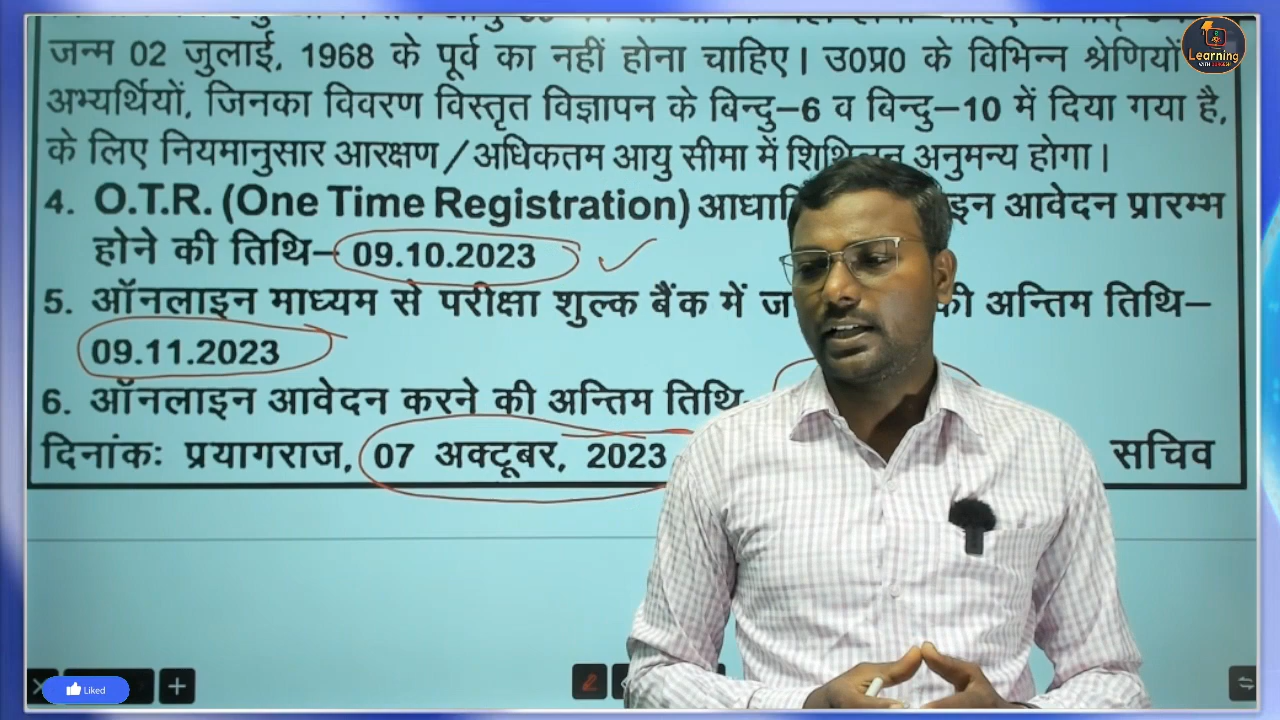 जन्म 02 जुलाई, 1968 के पूर्व का नहीं होना चाहिए। उ0प्र0 के विभिन्न श्रेणियों
अभ्यर्थियों, जिनका विवरण विस्तृत विज्ञापन के बिन्दु–6 व बिन्दु–10 में दिया गया है,
के लिए नियमानुसार आरक्षण/अधिकतम आयु सीमा में अनुमन्य होगा।
4. O.T.R. (One Time Registration) आवेदन प्रारम्भ
होने की तिथि– 09.10.2023
5. ऑनलाइन माध्यम से परीक्षा शुल्क बैंक में की अन्तिम तिथि–
09.11.2023
6. ऑनलाइन आवेदन करने की अन्तिम तिथि-
दिनांकः प्रयागराज, 07 अक्टूबर, 2023 सचिव
Learning
Liked